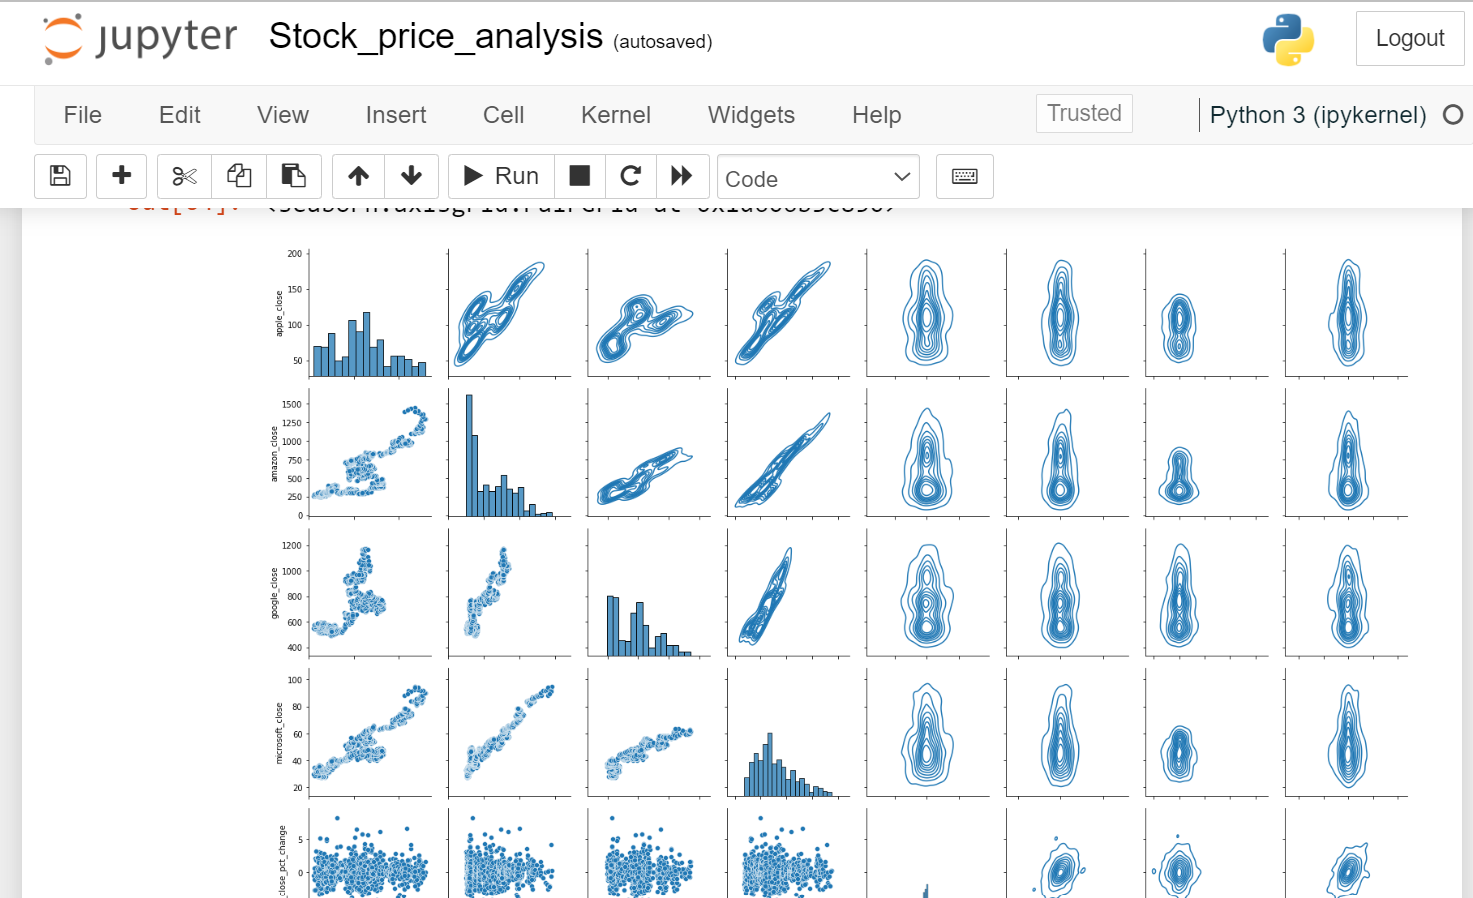 jupyter Stock_price_analysis (autosaved) Logout
File Edit View Insert Cell Kernel Widgets Help Trusted Python 3 (ipykernel)
Run Code
200
150
100
50
apple_close
1500
1250
1000
750
500
250
0
amazon_close
1200
1000
800
600
400
google_close
100
80
60
40
20
microsoft_close
5
0
close_pct_change